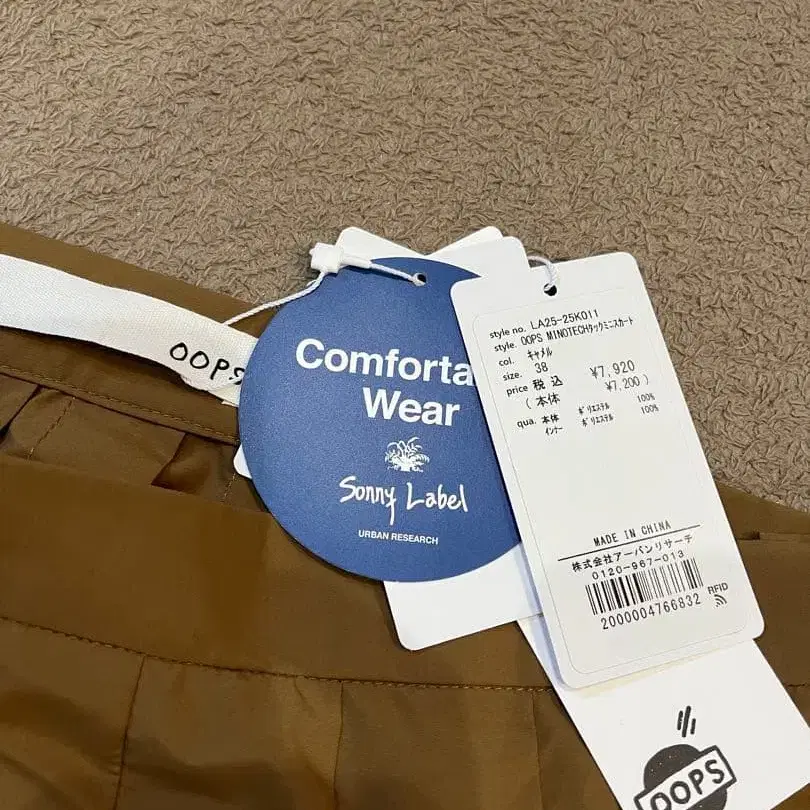 OOPS
Comforta
Wear
Sonny Label
URBAN RESEARCH
style no. LA25-25K011
style. OOPS MINOTECHタックミニスカート
col. キャメル
size. 38
price 税込 ¥7,920
(本体 ¥7,200)
qua. 本体 ポリエステル 100%
インナー ポリエステル 100%
MADE IN CHINA
株式会社アーバンリサーチ
0120-967-013
2000004766832
RFID
OOPS